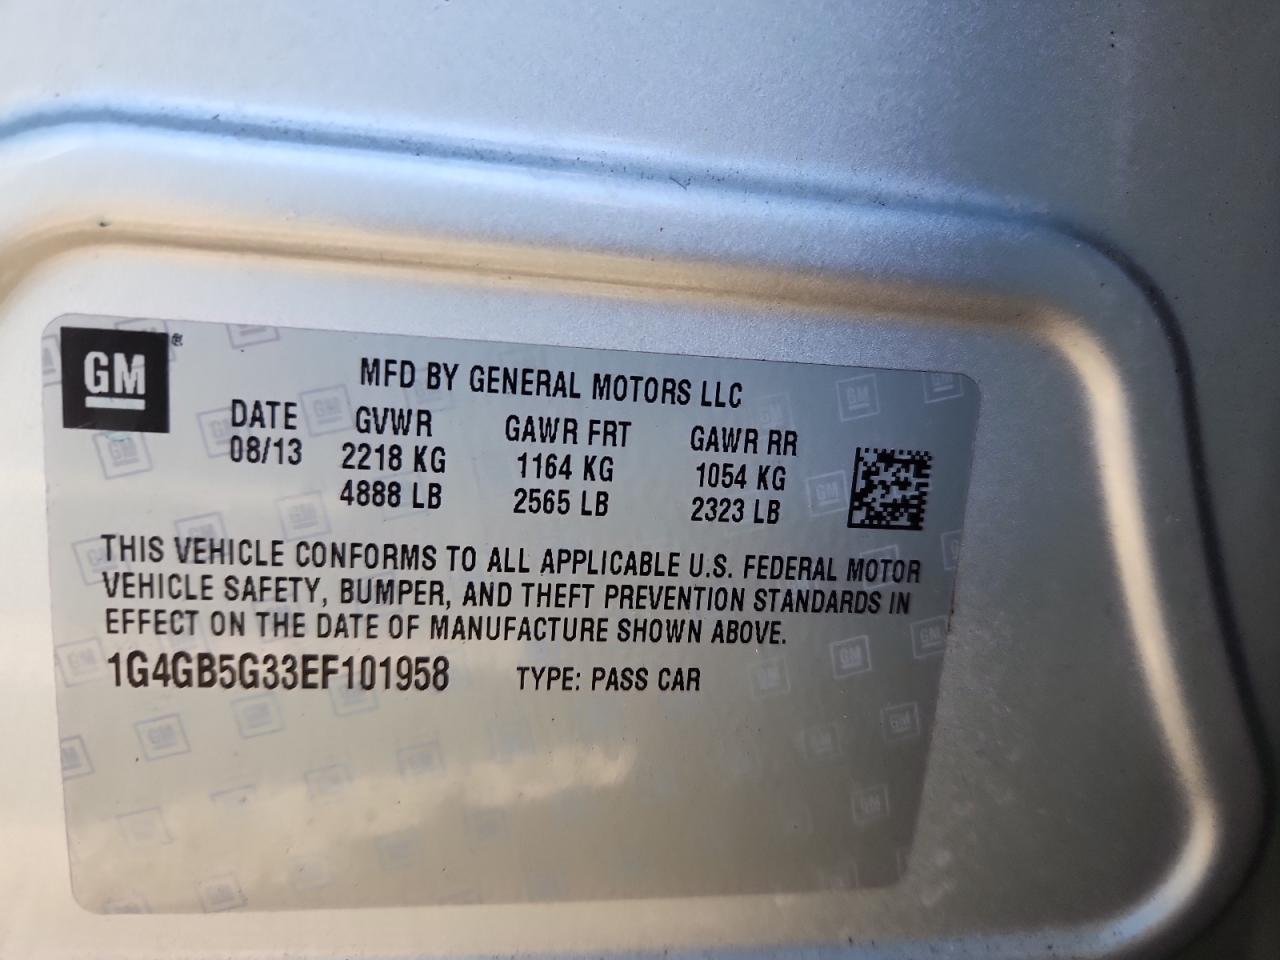 GM®
MFD BY GENERAL MOTORS LLC
DATE GVWR GAWR FRT GAWR RR
08/13 2218 KG 1164 KG 1054 KG
4888 LB 2565 LB 2323 LB
THIS VEHICLE CONFORMS TO ALL APPLICABLE U.S. FEDERAL MOTOR
VEHICLE SAFETY, BUMPER, AND THEFT PREVENTION STANDARDS IN
EFFECT ON THE DATE OF MANUFACTURE SHOWN ABOVE.
1G4GB5G33EF101958 TYPE: PASS CAR